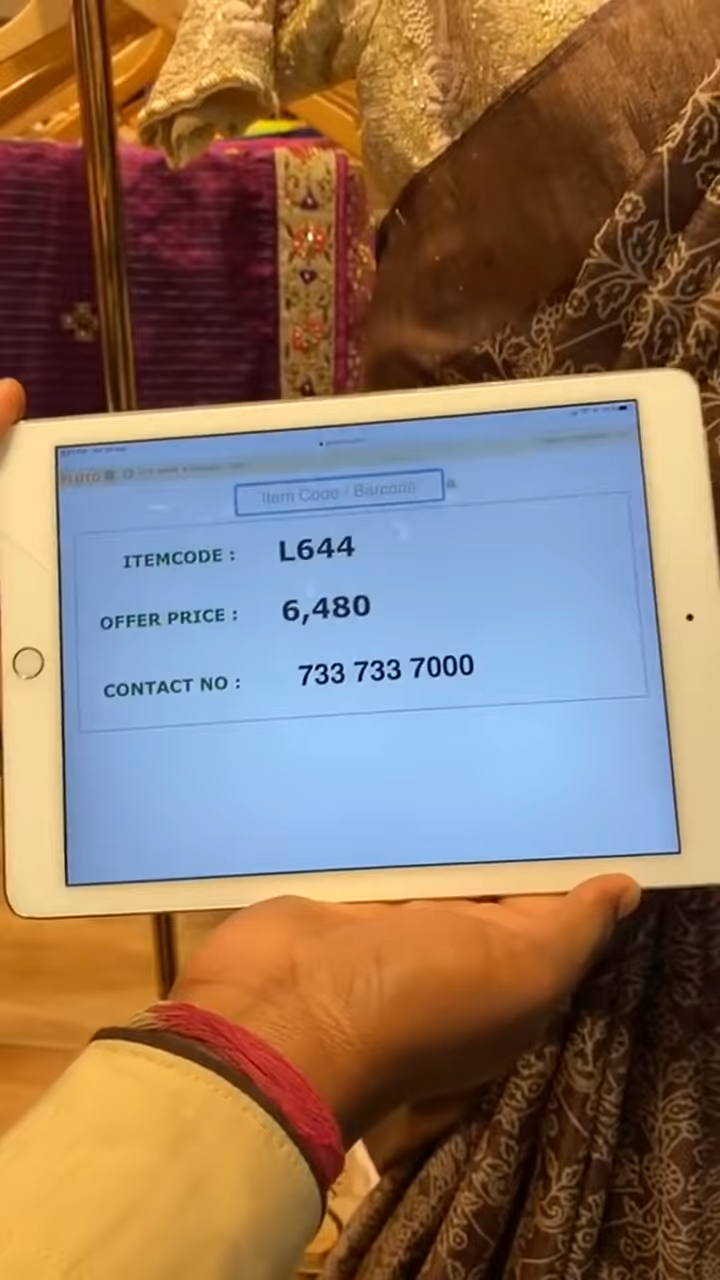 Item Code / Barcode
ITEMCODE : L644
OFFER PRICE : 6,480
CONTACT NO : 733 733 7000